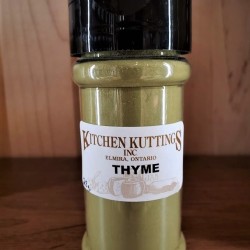 KITCHEN KUTTINGS
INC
ELMIRA, ONTARIO
THYME